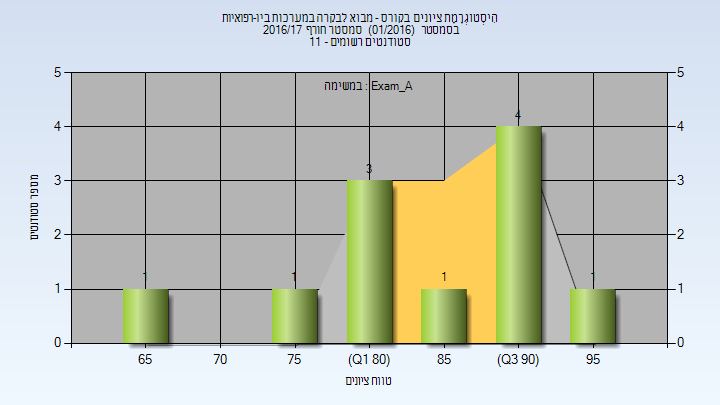 היסטוגרמת ציונים בקורס - מבוא לבקרה במערכות ביו-רפואיות
בסמסטר (01/2016) סמסטר חורף 2016/17
סטודנטים רשומים - 11
במשימה : Exam_A
5 5
4 4
3 3
2 2
1 1
0 0
1 1 3 1 4 1
65 70 75 (Q1 80) 85 (Q3 90) 95
מספר סטודנטים
טווח ציונים